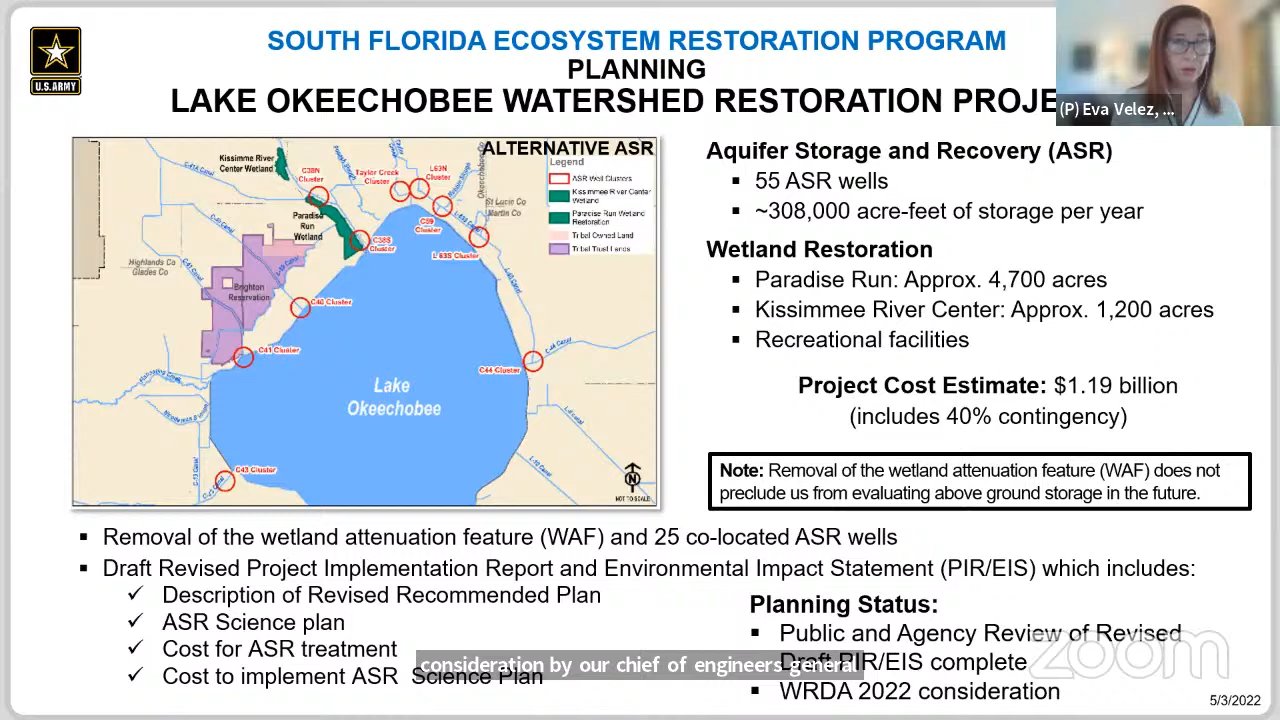 SOUTH FLORIDA ECOSYSTEM RESTORATION PROGRAM
PLANNING
LAKE OKEECHOBEE WATERSHED RESTORATION PROJE
U.S.ARMY
(P) Eva Velez, ...
ALTERNATIVE ASR
Legend
ASR Well Clusters
Kissimmee River Center
Wetland
Paradise Run Wetland
Restoration
Tribal Owned Land
Tribal Trust Lands
Kissimmee River
Center Wetland
C38N
Cluster
Taylor Creek
Cluster
L63N
Cluster
Okeechobee Co
St Lucie Co
Martin Co
Paradise
Run
Wetland
C59
Cluster
C38S
Cluster
L63S Cluster
Highlands Co
Glades Co
Brighton
Reservation
C40 Cluster
C41 Cluster
C44 Cluster
Lake
Okeechobee
C43 Cluster
N
NOT TO SCALE
Aquifer Storage and Recovery (ASR)
▪ 55 ASR wells
▪ ~308,000 acre-feet of storage per year
Wetland Restoration
▪ Paradise Run: Approx. 4,700 acres
▪ Kissimmee River Center: Approx. 1,200 acres
▪ Recreational facilities
Project Cost Estimate: $1.19 billion
(includes 40% contingency)
Note: Removal of the wetland attenuation feature (WAF) does not
preclude us from evaluating above ground storage in the future.
▪ Removal of the wetland attenuation feature (WAF) and 25 co-located ASR wells
▪ Draft Revised Project Implementation Report and Environmental Impact Statement (PIR/EIS) which includes:
✓ Description of Revised Recommended Plan
✓ ASR Science plan
✓ Cost for ASR treatment
✓ Cost to implement ASR Science Plan
Planning Status:
▪ Public and Agency Review of Revised
Draft PIR/EIS complete
▪ WRDA 2022 consideration
consideration by our chief of engineers general
zoom
5/3/2022